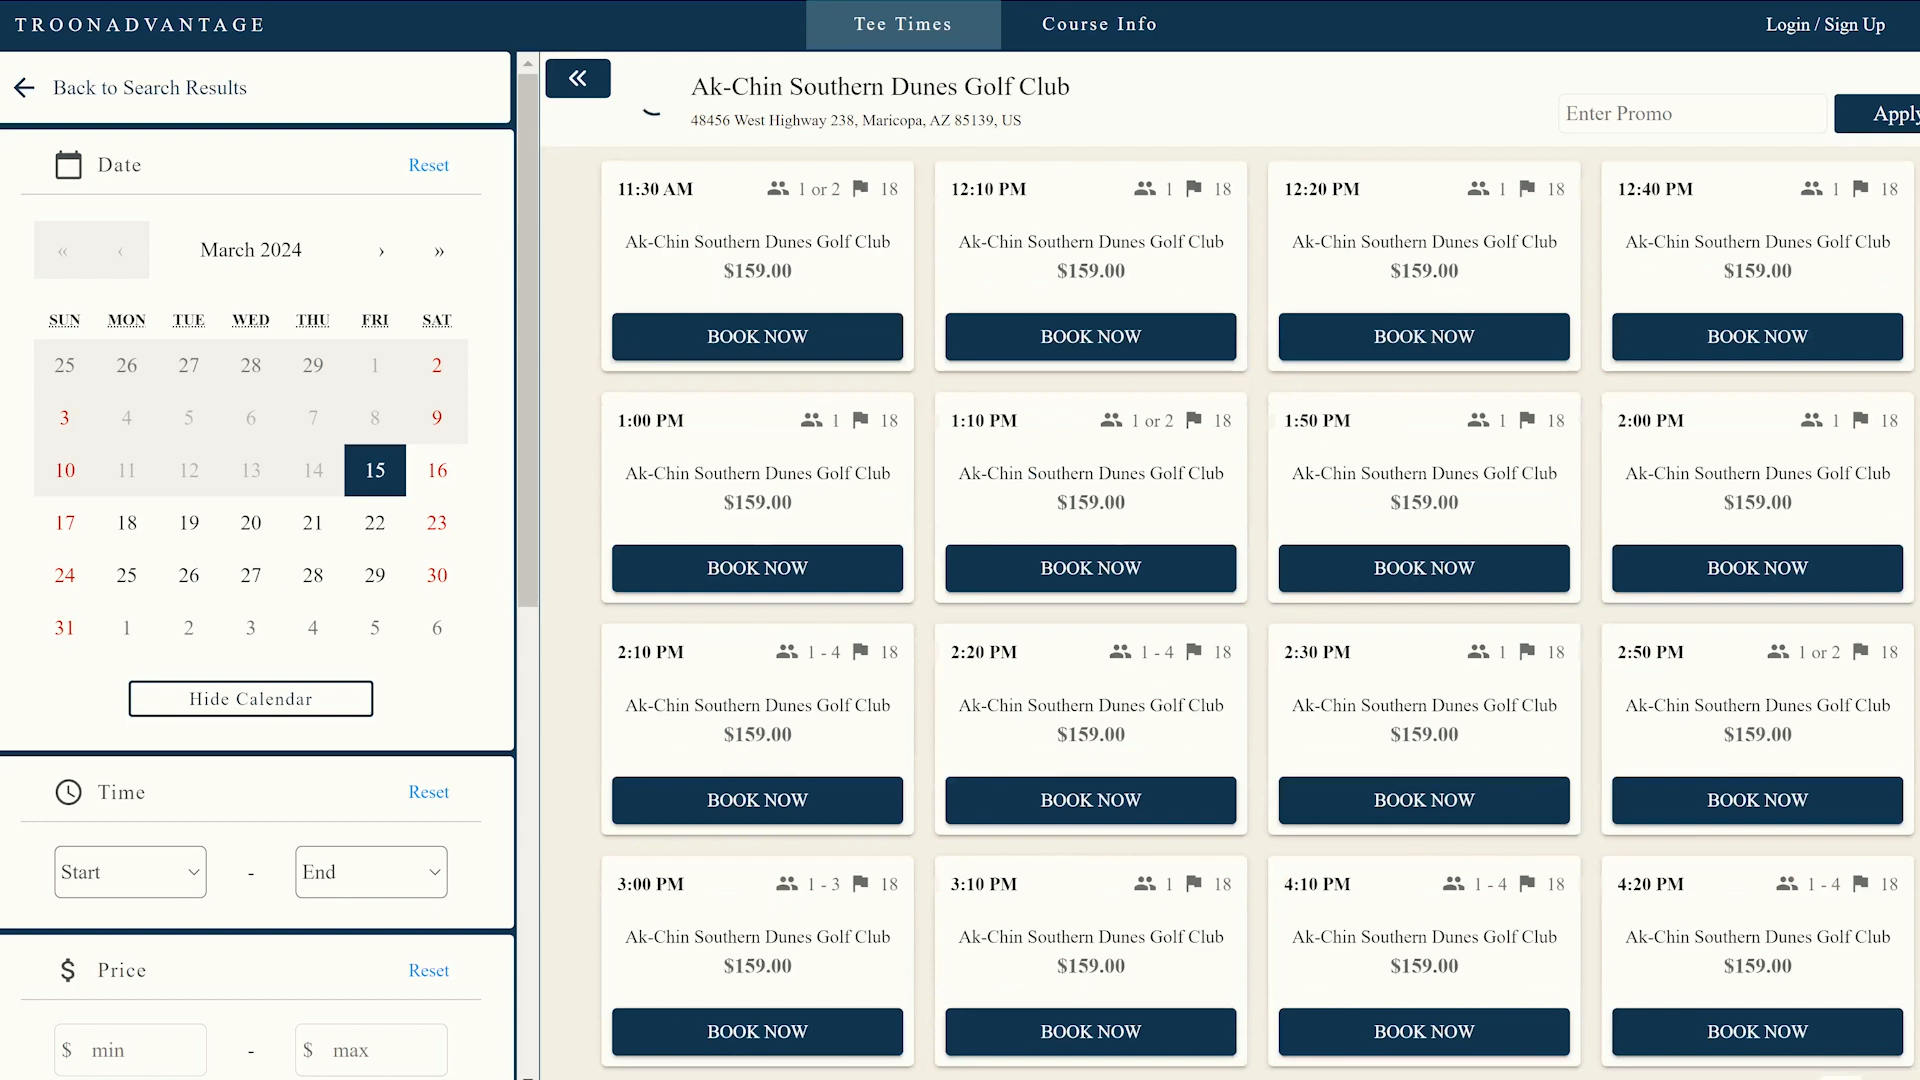 TROONADVANTAGE
Tee Times
Course Info
Login / Sign Up
Back to Search Results
Date
Reset
« ‹ March 2024 › »
SUN MON TUE WED THU FRI SAT
25 26 27 28 29 1 2
3 4 5 6 7 8 9
10 11 12 13 14 15 16
17 18 19 20 21 22 23
24 25 26 27 28 29 30
31 1 2 3 4 5 6
Hide Calendar
Time
Reset
Start - End
Price
Reset
$ min - $ max
«
Ak-Chin Southern Dunes Golf Club
48456 West Highway 238, Maricopa, AZ 85139, US
Enter Promo
Apply
11:30 AM 1 or 2 18
Ak-Chin Southern Dunes Golf Club
$159.00
BOOK NOW
12:10 PM 1 18
Ak-Chin Southern Dunes Golf Club
$159.00
BOOK NOW
12:20 PM 1 18
Ak-Chin Southern Dunes Golf Club
$159.00
BOOK NOW
12:40 PM 1 18
Ak-Chin Southern Dunes Golf Club
$159.00
BOOK NOW
1:00 PM 1 18
Ak-Chin Southern Dunes Golf Club
$159.00
BOOK NOW
1:10 PM 1 or 2 18
Ak-Chin Southern Dunes Golf Club
$159.00
BOOK NOW
1:50 PM 1 18
Ak-Chin Southern Dunes Golf Club
$159.00
BOOK NOW
2:00 PM 1 18
Ak-Chin Southern Dunes Golf Club
$159.00
BOOK NOW
2:10 PM 1 - 4 18
Ak-Chin Southern Dunes Golf Club
$159.00
BOOK NOW
2:20 PM 1 - 4 18
Ak-Chin Southern Dunes Golf Club
$159.00
BOOK NOW
2:30 PM 1 18
Ak-Chin Southern Dunes Golf Club
$159.00
BOOK NOW
2:50 PM 1 or 2 18
Ak-Chin Southern Dunes Golf Club
$159.00
BOOK NOW
3:00 PM 1 - 3 18
Ak-Chin Southern Dunes Golf Club
$159.00
BOOK NOW
3:10 PM 1 18
Ak-Chin Southern Dunes Golf Club
$159.00
BOOK NOW
4:10 PM 1 - 4 18
Ak-Chin Southern Dunes Golf Club
$159.00
BOOK NOW
4:20 PM 1 - 4 18
Ak-Chin Southern Dunes Golf Club
$159.00
BOOK NOW